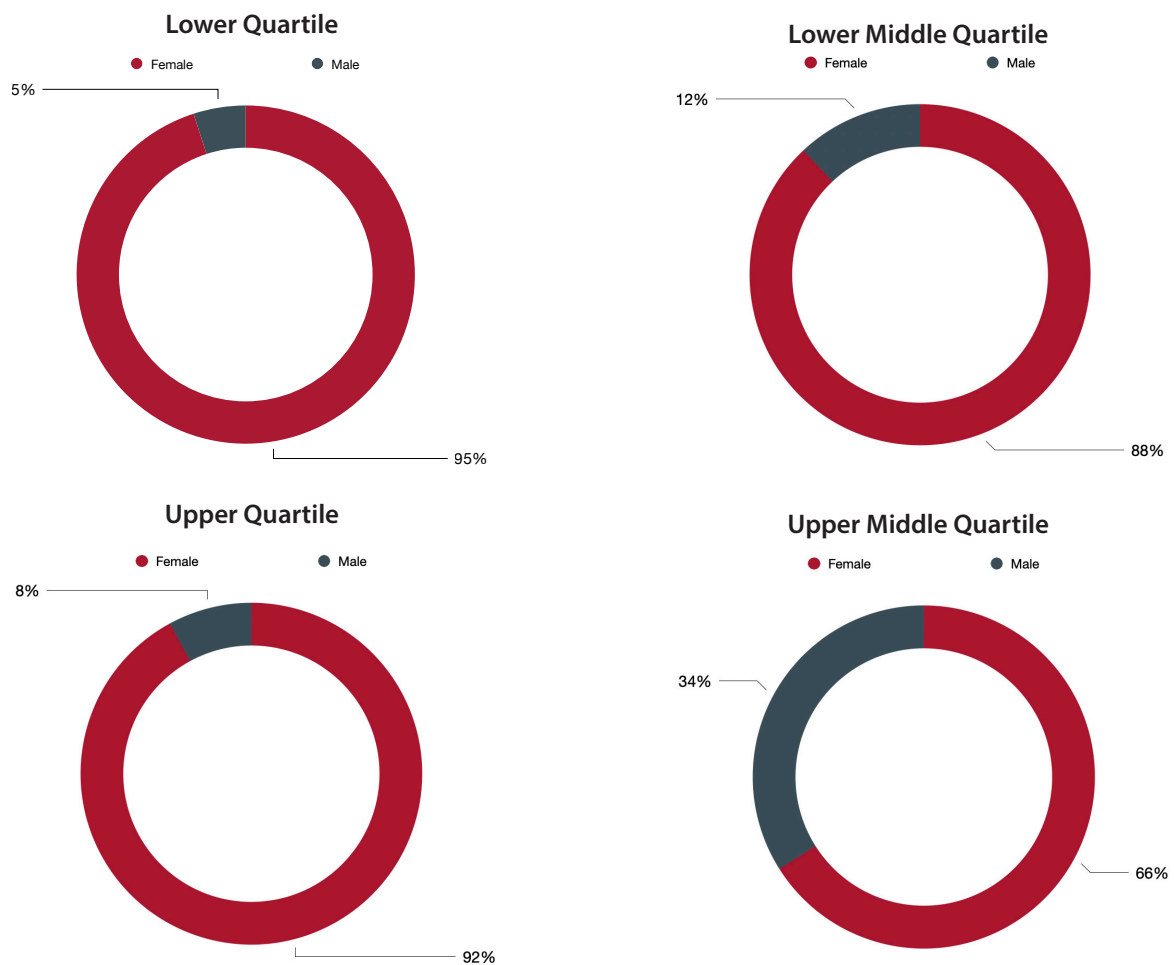 Lower Quartile
Female Male
5%
95%
Lower Middle Quartile
Female Male
12%
88%
Upper Quartile
Female Male
8%
92%
Upper Middle Quartile
Female Male
34%
66%